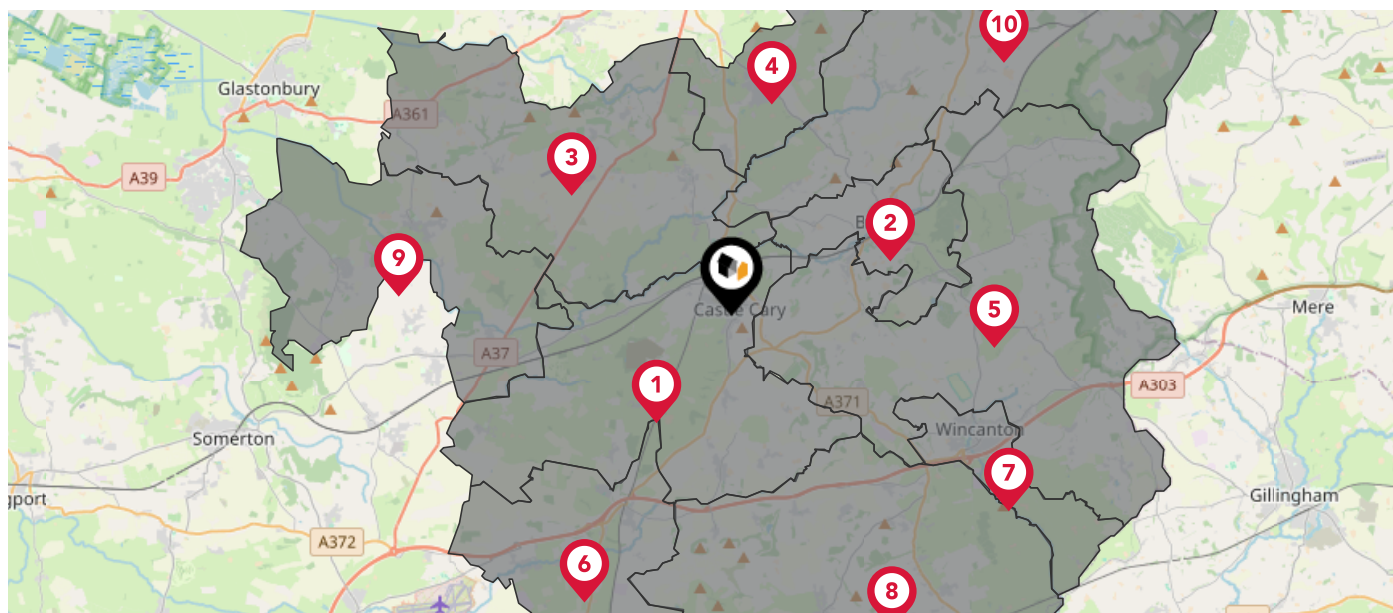 10
4
Glastonbury
A361
3
A39
B
2
9
Castle Cary
5
Mere
A37
1
A303
A371
Somerton
Wincanton
7
gport
Gillingham
A372
6
8